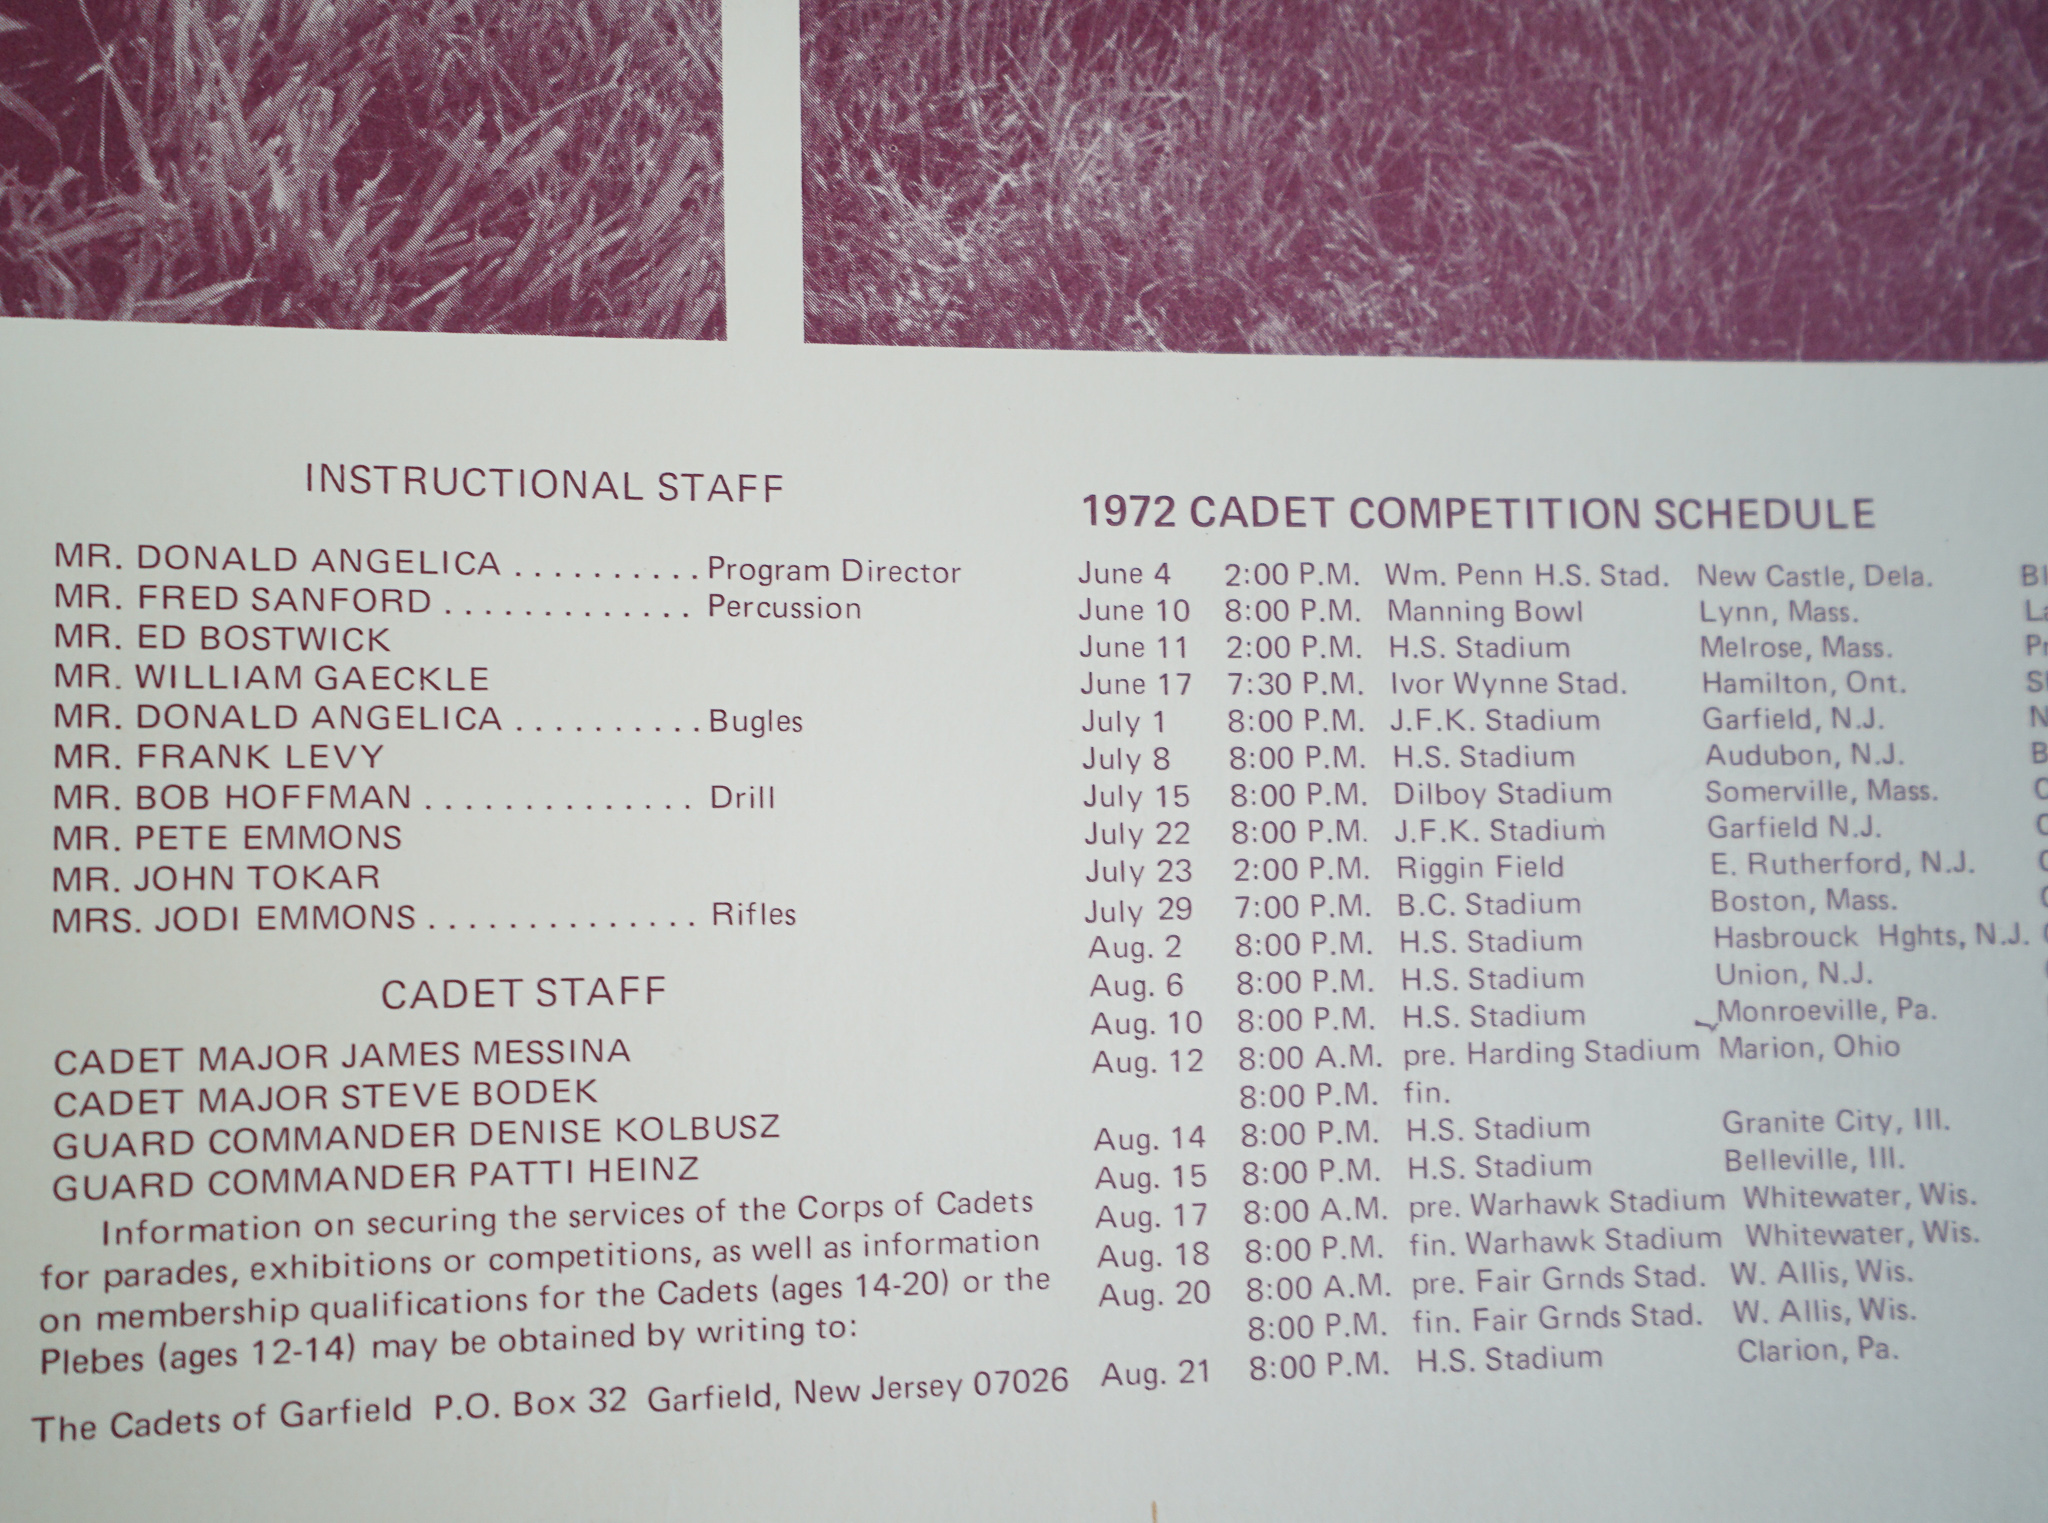 INSTRUCTIONAL STAFF
MR. DONALD ANGELICA .......... Program Director
MR. FRED SANFORD ............. Percussion
MR. ED BOSTWICK
MR. WILLIAM GAECKLE
MR. DONALD ANGELICA .......... Bugles
MR. FRANK LEVY
MR. BOB HOFFMAN .............. Drill
MR. PETE EMMONS
MR. JOHN TOKAR
MRS. JODI EMMONS .............. Rifles
CADET STAFF
CADET MAJOR JAMES MESSINA
CADET MAJOR STEVE BODEK
GUARD COMMANDER DENISE KOLBUSZ
GUARD COMMANDER PATTI HEINZ
Information on securing the services of the Corps of Cadets
for parades, exhibitions or competitions, as well as information
on membership qualifications for the Cadets (ages 14-20) or the
Plebes (ages 12-14) may be obtained by writing to:
The Cadets of Garfield P.O. Box 32 Garfield, New Jersey 07026
1972 CADET COMPETITION SCHEDULE
June 4 2:00 P.M. Wm. Penn H.S. Stad. New Castle, Dela.
June 10 8:00 P.M. Manning Bowl Lynn, Mass.
June 11 2:00 P.M. H.S. Stadium Melrose, Mass.
June 17 7:30 P.M. Ivor Wynne Stad. Hamilton, Ont.
July 1 8:00 P.M. J.F.K. Stadium Garfield, N.J.
July 8 8:00 P.M. H.S. Stadium Audubon, N.J.
July 15 8:00 P.M. Dilboy Stadium Somerville, Mass.
July 22 8:00 P.M. J.F.K. Stadium Garfield N.J.
July 23 2:00 P.M. Riggin Field E. Rutherford, N.J.
July 29 7:00 P.M. B.C. Stadium Boston, Mass.
Aug. 2 8:00 P.M. H.S. Stadium Hasbrouck Hghts, N.J.
Aug. 6 8:00 P.M. H.S. Stadium Union, N.J.
Aug. 10 8:00 P.M. H.S. Stadium Monroeville, Pa.
Aug. 12 8:00 A.M. pre. Harding Stadium Marion, Ohio
8:00 P.M. fin.
Aug. 14 8:00 P.M. H.S. Stadium Granite City, Ill.
Aug. 15 8:00 P.M. H.S. Stadium Belleville, Ill.
Aug. 17 8:00 A.M. pre. Warhawk Stadium Whitewater, Wis.
Aug. 18 8:00 P.M. fin. Warhawk Stadium Whitewater, Wis.
Aug. 20 8:00 A.M. pre. Fair Grnds Stad. W. Allis, Wis.
8:00 P.M. fin. Fair Grnds Stad. W. Allis, Wis.
Aug. 21 8:00 P.M. H.S. Stadium Clarion, Pa.